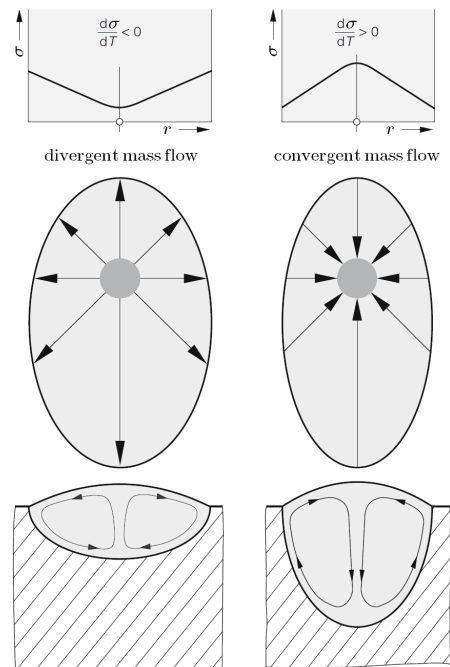 σ
dσ/dT < 0
r
σ
dσ/dT > 0
r
divergent mass flow
convergent mass flow